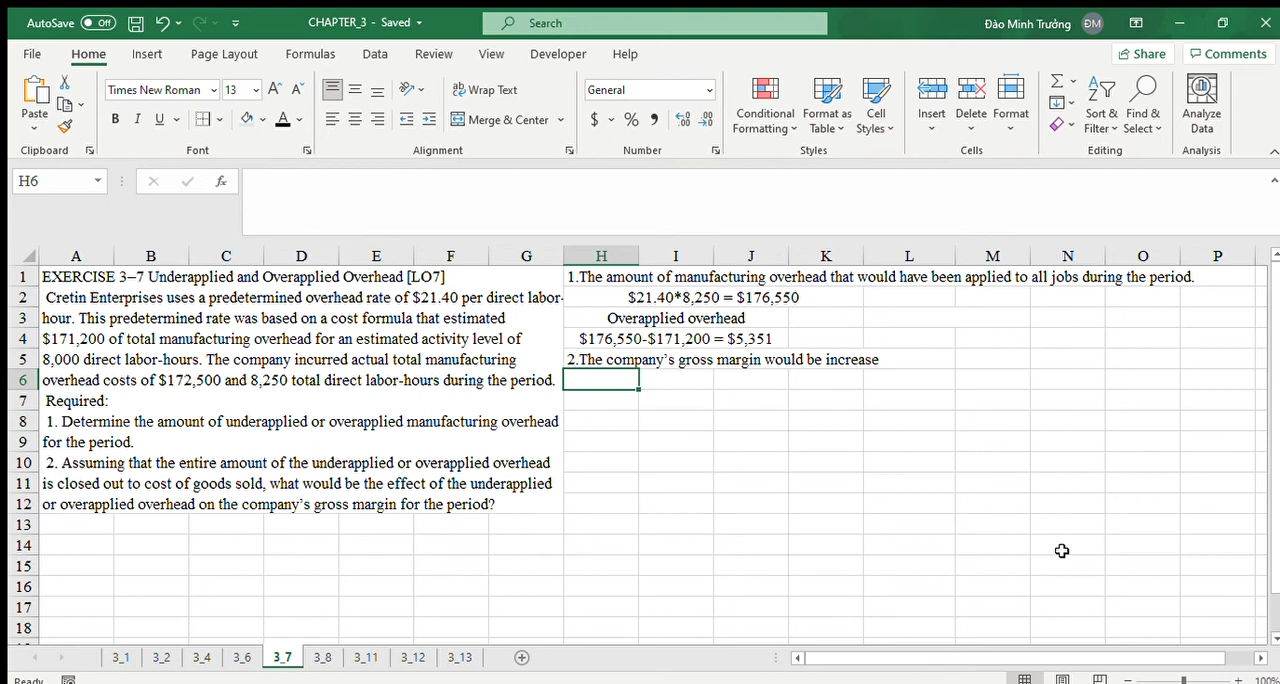 AutoSave Off CHAPTER_3 - Saved Search Đào Minh Trưởng ĐM
File Home Insert Page Layout Formulas Data Review View Developer Help Share Comments
Paste
Clipboard
Times New Roman 13 A A
B I U A
Font
Wrap Text
Merge & Center
Alignment
General
$ % 9
Number
Conditional Formatting
Format as Table
Cell Styles
Styles
Insert Delete Format
Cells
Sort & Filter
Find & Select
Editing
Analyze Data
Analysis
H6 fx
A B C D E F G H I J K L M N O P
1 EXERCISE 3–7 Underapplied and Overapplied Overhead [LO7] 1.The amount of manufacturing overhead that would have been applied to all jobs during the period.
2 Cretin Enterprises uses a predetermined overhead rate of $21.40 per direct labor- $21.40*8,250 = $176,550
3 hour. This predetermined rate was based on a cost formula that estimated Overapplied overhead
4 $171,200 of total manufacturing overhead for an estimated activity level of $176,550-$171,200 = $5,351
5 8,000 direct labor-hours. The company incurred actual total manufacturing 2.The company’s gross margin would be increase
6 overhead costs of $172,500 and 8,250 total direct labor-hours during the period.
7 Required:
8 1. Determine the amount of underapplied or overapplied manufacturing overhead
9 for the period.
10 2. Assuming that the entire amount of the underapplied or overapplied overhead
11 is closed out to cost of goods sold, what would be the effect of the underapplied
12 or overapplied overhead on the company’s gross margin for the period?
13
14
15
16
17
18
3_1 3_2 3_4 3_6 3_7 3_8 3_11 3_12 3_13
Ready 100%